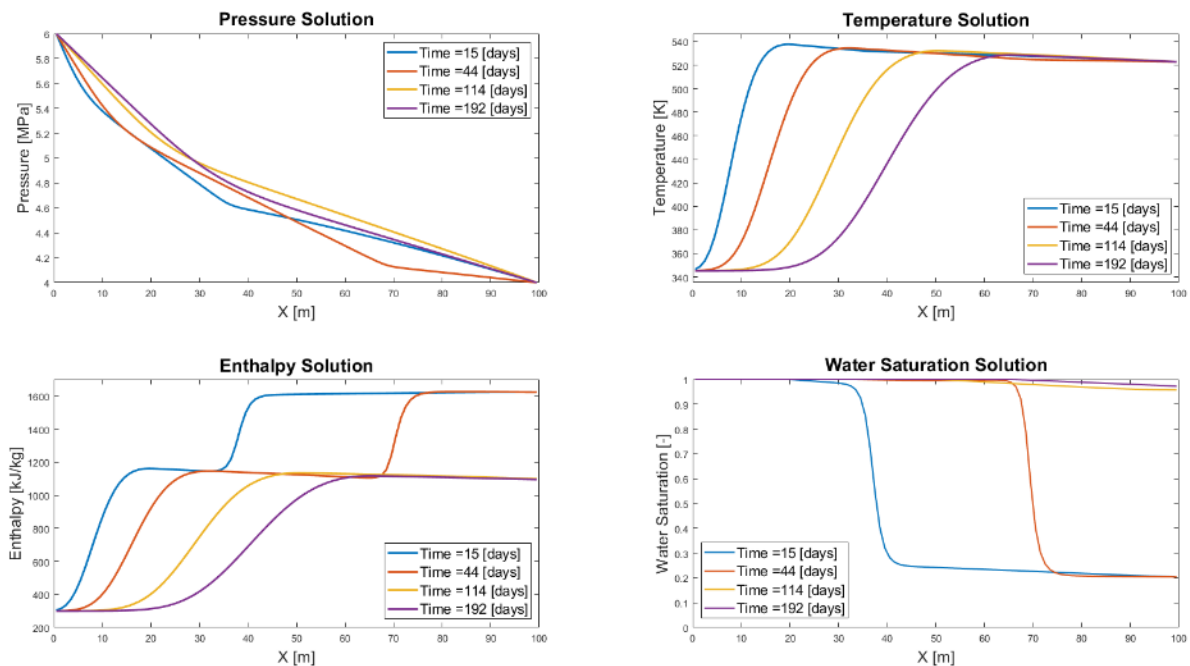 Pressure Solution
Pressure [MPa]
6
5.8
5.6
5.4
5.2
5
4.8
4.6
4.4
4.2
4
0 10 20 30 40 50 60 70 80 90 100
X [m]
Time =15 [days]
Time =44 [days]
Time =114 [days]
Time =192 [days]
Temperature Solution
Temperature [K]
540
520
500
480
460
440
420
400
380
360
340
0 10 20 30 40 50 60 70 80 90 100
X [m]
Time =15 [days]
Time =44 [days]
Time =114 [days]
Time =192 [days]
Enthalpy Solution
Enthalpy [kJ/kg]
1600
1400
1200
1000
800
600
400
200
0 10 20 30 40 50 60 70 80 90 100
X [m]
Time =15 [days]
Time =44 [days]
Time =114 [days]
Time =192 [days]
Water Saturation Solution
Water Saturation [-]
1
0.9
0.8
0.7
0.6
0.5
0.4
0.3
0.2
0.1
0
0 10 20 30 40 50 60 70 80 90 100
X [m]
Time =15 [days]
Time =44 [days]
Time =114 [days]
Time =192 [days]